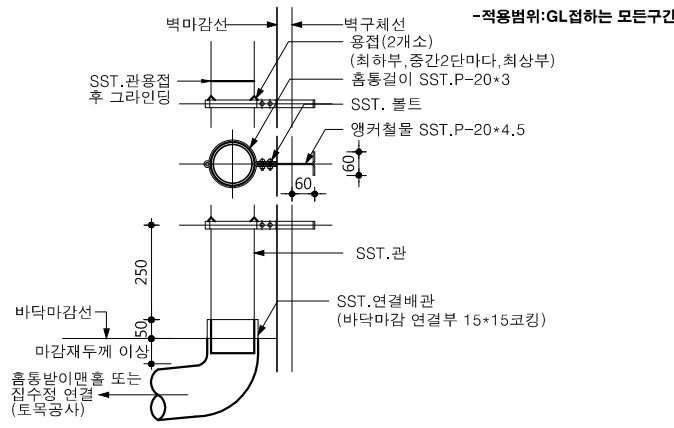 -적용범위:GL접하는 모든구간
벽마감선
벽구체선
용접(2개소)
(최하부,중간2단마다,최상부)
SST.관용접
후 그라인딩
홈통걸이 SST.P-20*3
SST. 볼트
앵커철물 SST.P-20*4.5
60
60
SST.관
250
바닥마감선
50
SST.연결배관
(바닥마감 연결부 15*15코킹)
마감재두께 이상
홈통받이맨홀 또는
집수정 연결
(토목공사)